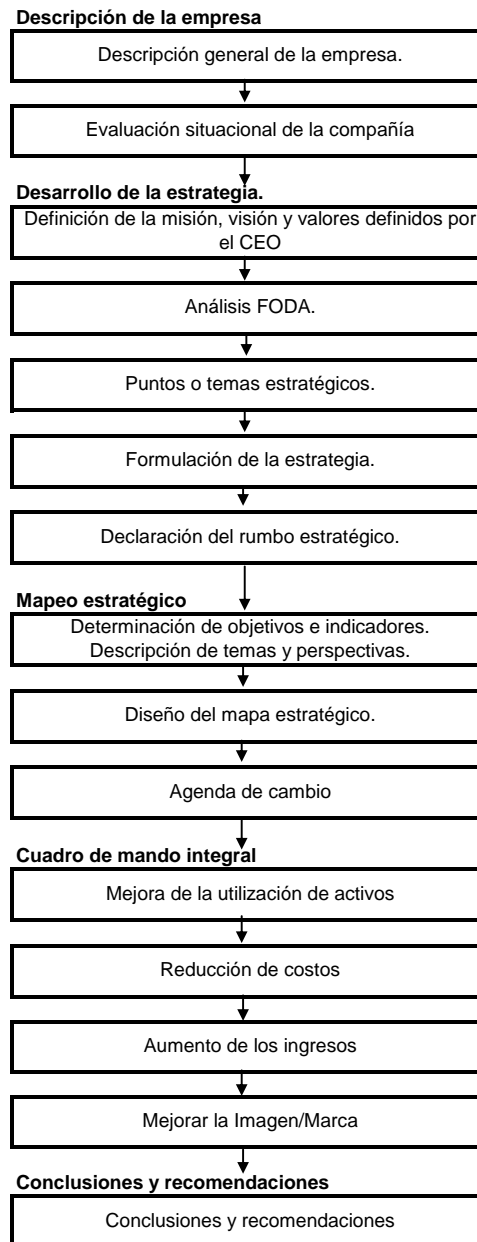 Descripción de la empresa
Descripción general de la empresa.
Evaluación situacional de la compañía
Desarrollo de la estrategia.
Definición de la misión, visión y valores definidos por
el CEO
Análisis FODA.
Puntos o temas estratégicos.
Formulación de la estrategia.
Declaración del rumbo estratégico.
Mapeo estratégico
Determinación de objetivos e indicadores.
Descripción de temas y perspectivas.
Diseño del mapa estratégico.
Agenda de cambio
Cuadro de mando integral
Mejora de la utilización de activos
Reducción de costos
Aumento de los ingresos
Mejorar la Imagen/Marca
Conclusiones y recomendaciones
Conclusiones y recomendaciones